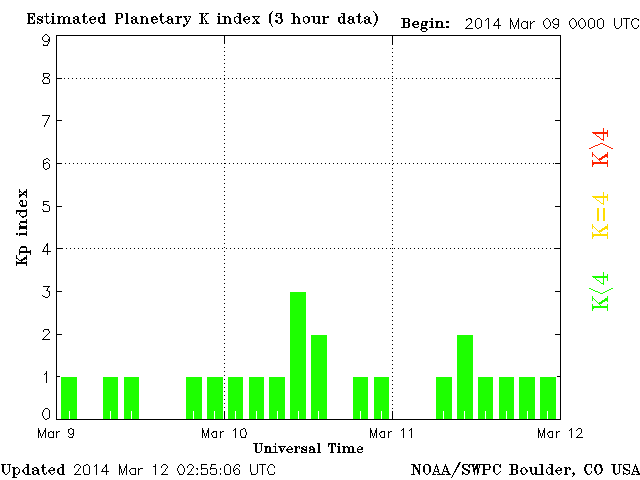 Estimated Planetary K index (3 hour data) Begin: 2014 Mar 09 0000 UTC
9
8
7
6
5
4
3
2
1
0
Kp index
K>4
K=4
K<4
Mar 9 Mar 10 Mar 11 Mar 12
Universal Time
Updated 2014 Mar 12 02:55:06 UTC NOAA/SWPC Boulder, CO USA